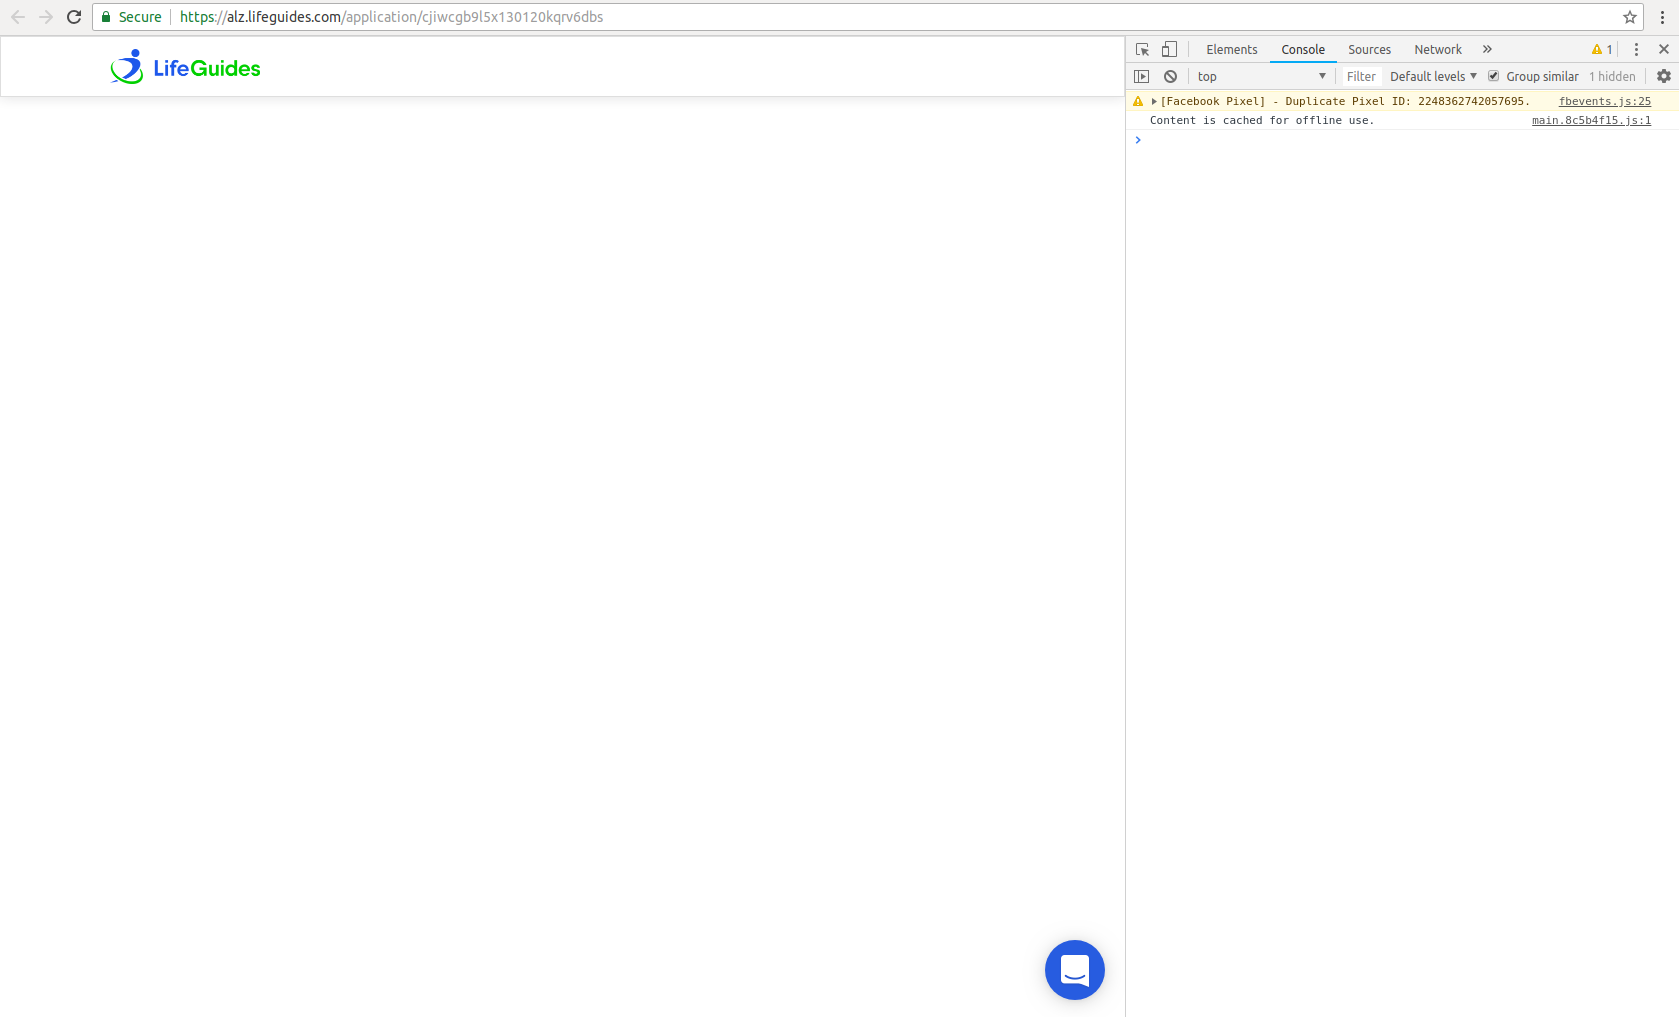 Secure https://alz.lifeguides.com/application/cjiwcgb9l5x130120kqrv6dbs
LifeGuides
Elements Console Sources Network » 1
top Filter Default levels Group similar 1 hidden
[Facebook Pixel] - Duplicate Pixel ID: 2248362742057695. fbevents.js:25
Content is cached for offline use. main.8c5b4f15.js:1